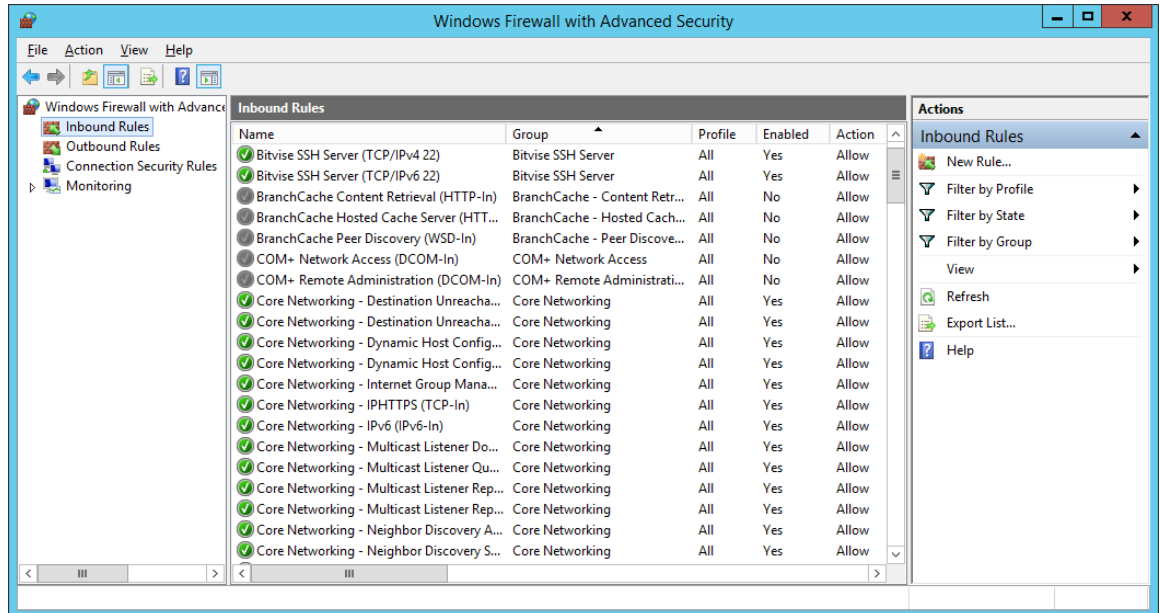 Windows Firewall with Advanced Security
File Action View Help
Windows Firewall with Advance
Inbound Rules
Outbound Rules
Connection Security Rules
Monitoring
Inbound Rules
Name Group Profile Enabled Action
Bitvise SSH Server (TCP/IPv4 22) Bitvise SSH Server All Yes Allow
Bitvise SSH Server (TCP/IPv6 22) Bitvise SSH Server All Yes Allow
BranchCache Content Retrieval (HTTP-In) BranchCache - Content Retr... All No Allow
BranchCache Hosted Cache Server (HTT... BranchCache - Hosted Cach... All No Allow
BranchCache Peer Discovery (WSD-In) BranchCache - Peer Discove... All No Allow
COM+ Network Access (DCOM-In) COM+ Network Access All No Allow
COM+ Remote Administration (DCOM-In) COM+ Remote Administrati... All No Allow
Core Networking - Destination Unreacha... Core Networking All Yes Allow
Core Networking - Destination Unreacha... Core Networking All Yes Allow
Core Networking - Dynamic Host Config... Core Networking All Yes Allow
Core Networking - Dynamic Host Config... Core Networking All Yes Allow
Core Networking - Internet Group Mana... Core Networking All Yes Allow
Core Networking - IPHTTPS (TCP-In) Core Networking All Yes Allow
Core Networking - IPv6 (IPv6-In) Core Networking All Yes Allow
Core Networking - Multicast Listener Do... Core Networking All Yes Allow
Core Networking - Multicast Listener Qu... Core Networking All Yes Allow
Core Networking - Multicast Listener Rep... Core Networking All Yes Allow
Core Networking - Multicast Listener Rep... Core Networking All Yes Allow
Core Networking - Neighbor Discovery A... Core Networking All Yes Allow
Core Networking - Neighbor Discovery S... Core Networking All Yes Allow
Actions
Inbound Rules
New Rule...
Filter by Profile
Filter by State
Filter by Group
View
Refresh
Export List...
Help